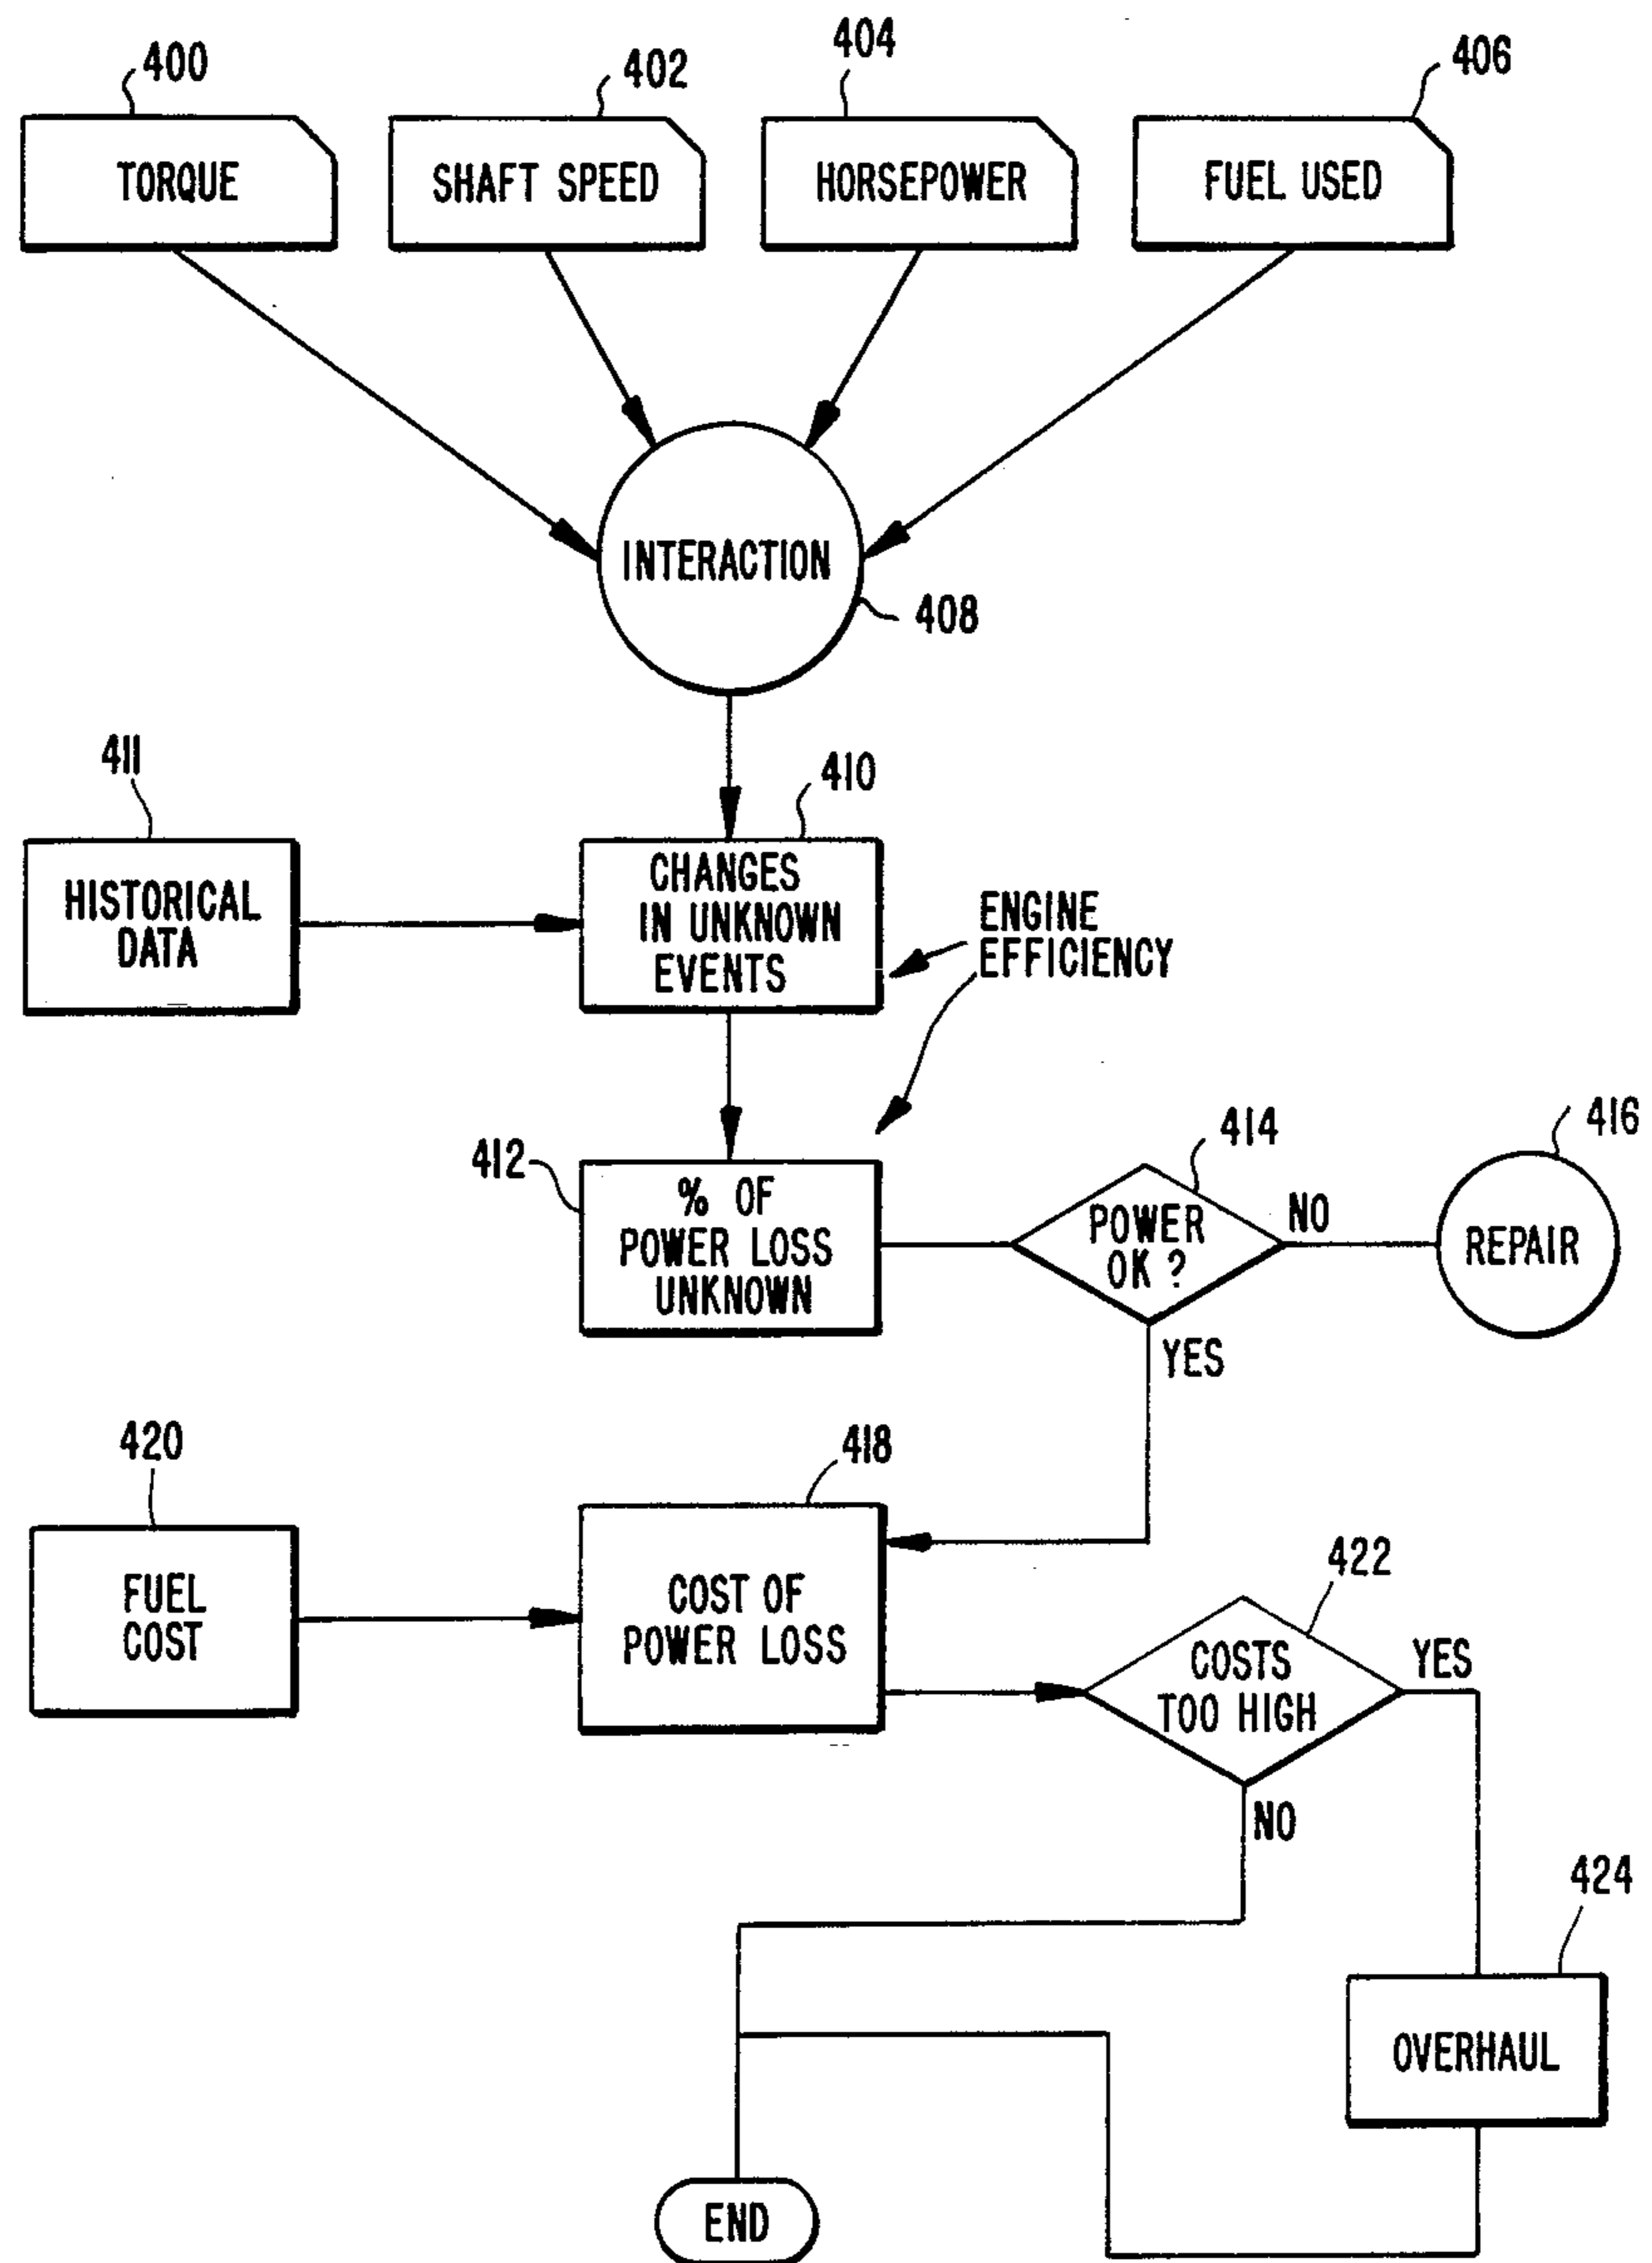 400
402
404
406
TORQUE
SHAFT SPEED
HORSEPOWER
FUEL USED
INTERACTION
408
411
410
HISTORICAL
DATA
CHANGES
IN UNKNOWN
EVENTS
ENGINE
EFFICIENCY
412
% OF
POWER LOSS
UNKNOWN
414
POWER
OK ?
NO
416
REPAIR
YES
420
418
FUEL
COST
COST OF
POWER LOSS
422
COSTS
TOO HIGH
YES
NO
424
OVERHAUL
END